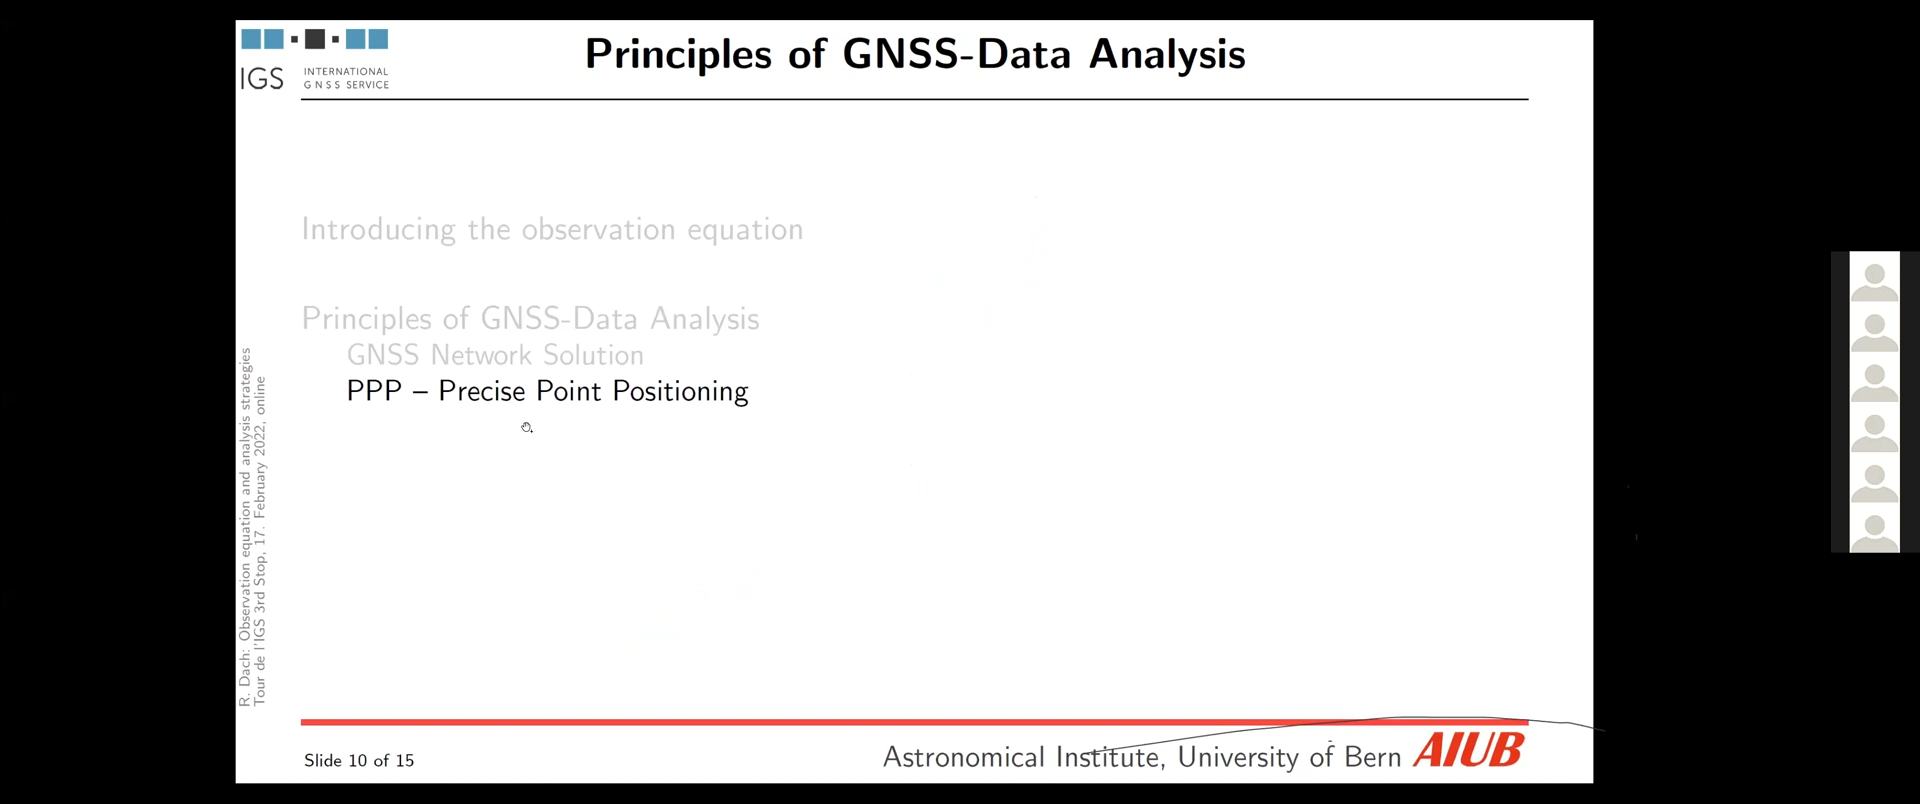 IGS INTERNATIONAL
GNSS SERVICE
Principles of GNSS-Data Analysis
Introducing the observation equation
Principles of GNSS-Data Analysis
GNSS Network Solution
PPP – Precise Point Positioning
R. Dach: Observation equation and analysis strategies
Tour de l'IGS 3rd Stop, 17. February 2022, online
Slide 10 of 15
Astronomical Institute, University of Bern AIUB